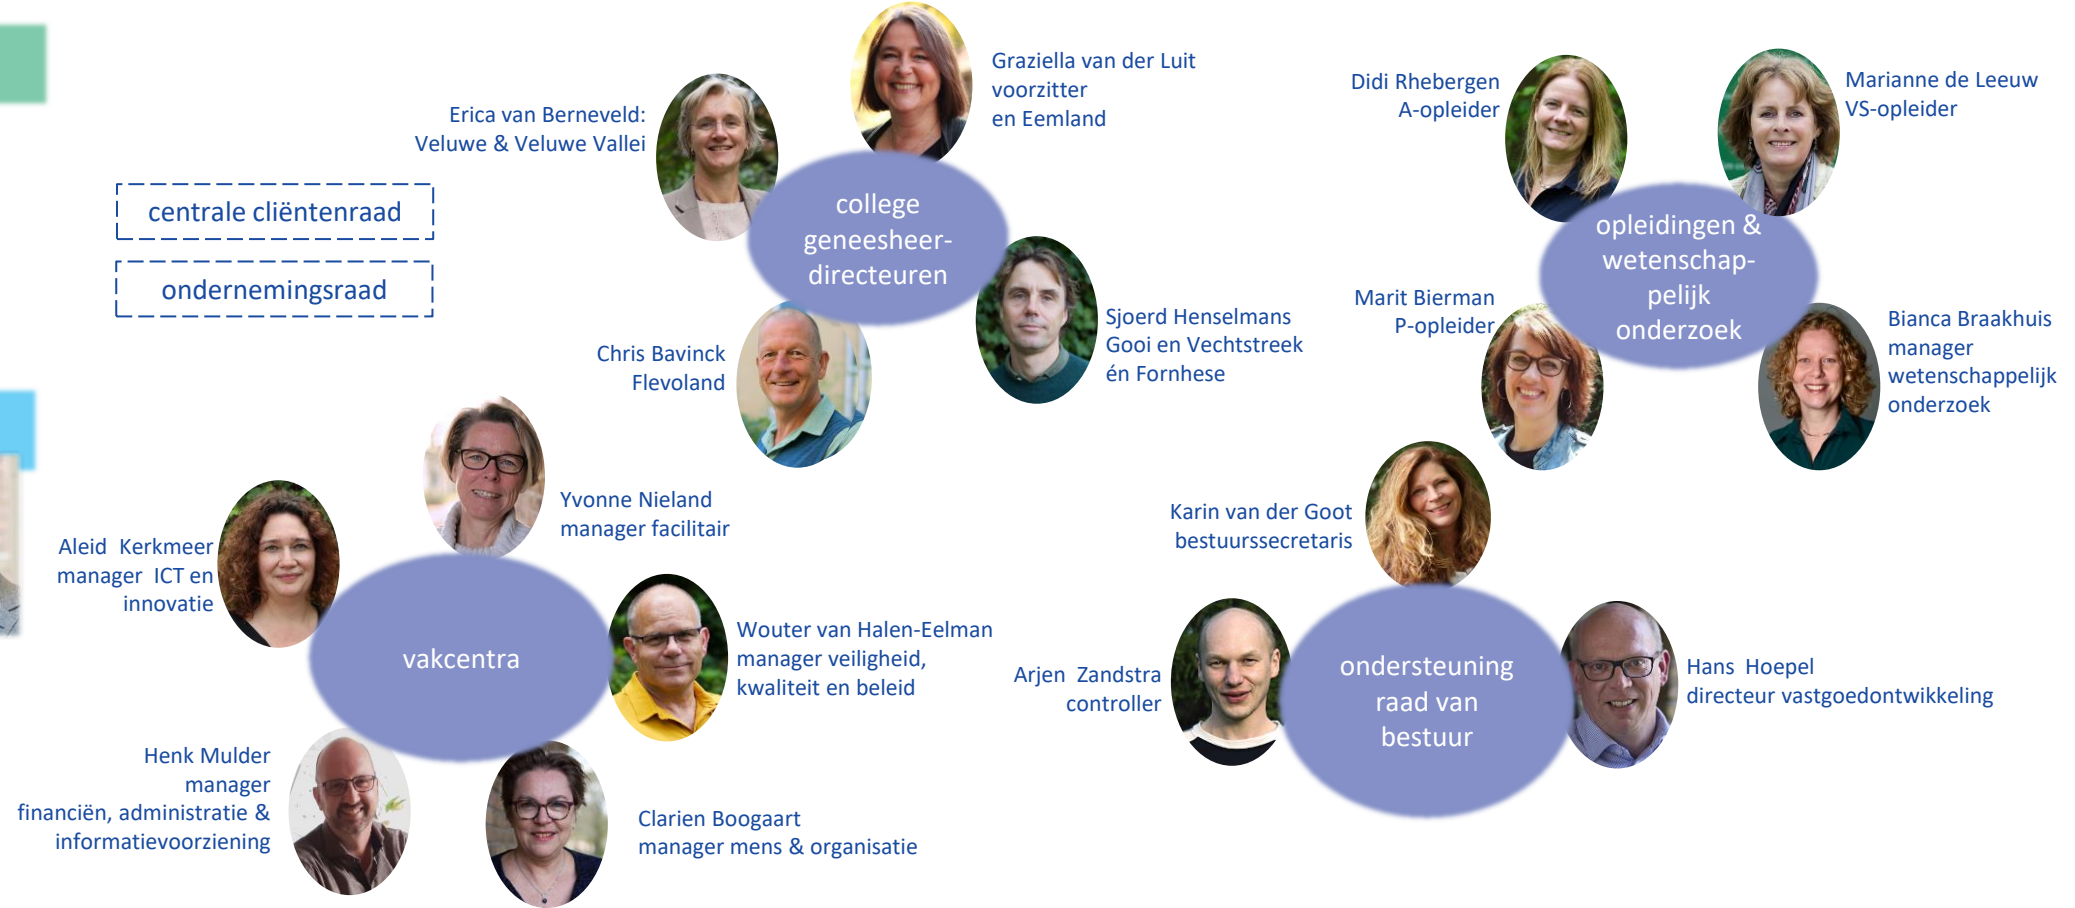 Graziella van der Luit
voorzitter
en Eemland
Erica van Berneveld:
Veluwe & Veluwe Vallei
college
geneesheer-
directeuren
Sjoerd Henselmans
Gooi en Vechtstreek
én Fornhese
Chris Bavinck
Flevoland
Didi Rhebergen
A-opleider
Marianne de Leeuw
VS-opleider
opleidingen &
wetenschap-
pelijk
onderzoek
Marit Bierman
P-opleider
Bianca Braakhuis
manager
wetenschappelijk
onderzoek
centrale cliëntenraad
ondernemingsraad
Yvonne Nieland
manager facilitair
Aleid Kerkmeer
manager ICT en
innovatie
vakcentra
Wouter van Halen-Eelman
manager veiligheid,
kwaliteit en beleid
Henk Mulder
manager
financiën, administratie &
informatievoorziening
Clarien Boogaart
manager mens & organisatie
Karin van der Goot
bestuurssecretaris
Arjen Zandstra
controller
ondersteuning
raad van
bestuur
Hans Hoepel
directeur vastgoedontwikkeling